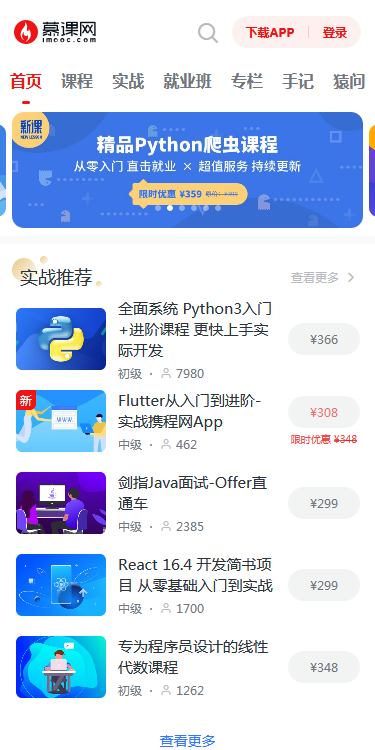 慕课网
imooc.com
下载APP
登录
首页 课程 实战 就业班 专栏 手记 猿问
新课
NEW LESSON
精品Python爬虫课程
从零入门 直击就业 × 超值服务 持续更新
限时优惠 ¥359
实战推荐
查看更多
全面系统 Python3入门
+进阶课程 更快上手实
际开发
初级 · 7980
¥366
新
Flutter从入门到进阶-
实战携程网App
中级 · 462
¥308
限时优惠 ¥348
剑指Java面试-Offer直
通车
中级 · 2385
¥299
React 16.4 开发简书项
目 从零基础入门到实战
中级 · 1700
¥299
专为程序员设计的线性
代数课程
初级 · 1262
¥348
查看更多